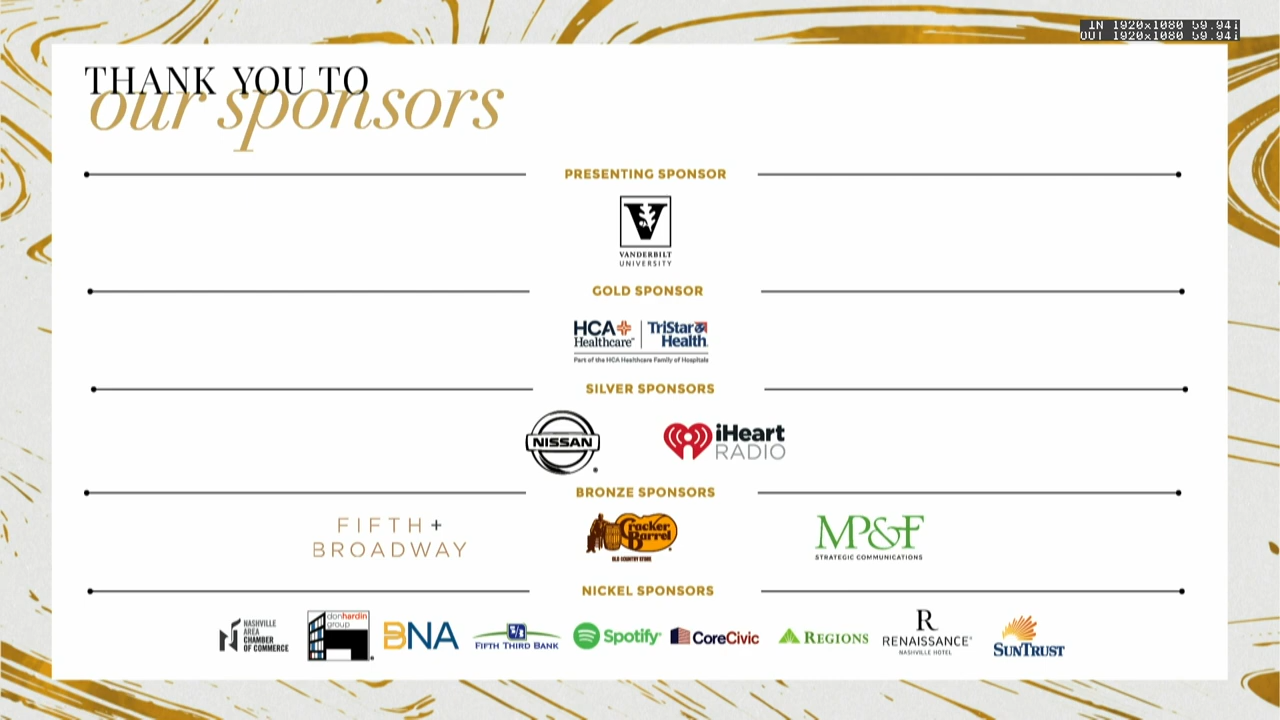 IN 1920x1080 59.94i
OUT 1920x1080 59.94i
THANK YOU TO
our sponsors
PRESENTING SPONSOR
V
VANDERBILT
UNIVERSITY
GOLD SPONSOR
HCA Healthcare™ TriStar Health®
Part of the HCA Healthcare Family of Hospitals
SILVER SPONSORS
NISSAN
iHeart
RADIO
BRONZE SPONSORS
FIFTH +
BROADWAY
Cracker
Barrel
OLD COUNTRY STORE
MP&F
STRATEGIC COMMUNICATIONS
NICKEL SPONSORS
NASHVILLE
AREA
CHAMBER
OF COMMERCE
donhardin
group
BNA
FIFTH THIRD BANK
Spotify®
CoreCivic
REGIONS
R
RENAISSANCE®
NASHVILLE HOTEL
SUNTRUST